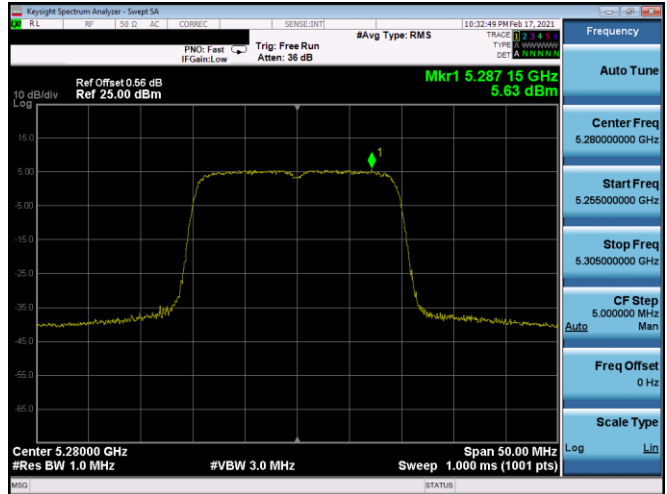 Keysight Spectrum Analyzer - Swept SA
RL RF 50 Ω AC CORREC SENSE:INT 10:32:49 PM Feb 17, 2021
#Avg Type: RMS
PNO: Fast Trig: Free Run
IFGain:Low Atten: 36 dB
TRACE 1 2 3 4 5 6
TYPE A WWWWW
DET A N N N N N
Mkr1 5.287 15 GHz
5.63 dBm
Ref Offset 0.56 dB
10 dB/div Ref 25.00 dBm
Log
1
15.0
5.00
-5.00
-15.0
-25.0
-35.0
-45.0
-55.0
-65.0
Center 5.28000 GHz Span 50.00 MHz
#Res BW 1.0 MHz #VBW 3.0 MHz Sweep 1.000 ms (1001 pts)
MSG STATUS
Frequency
Auto Tune
Center Freq
5.280000000 GHz
Start Freq
5.255000000 GHz
Stop Freq
5.305000000 GHz
CF Step
5.000000 MHz
Auto Man
Freq Offset
0 Hz
Scale Type
Log Lin